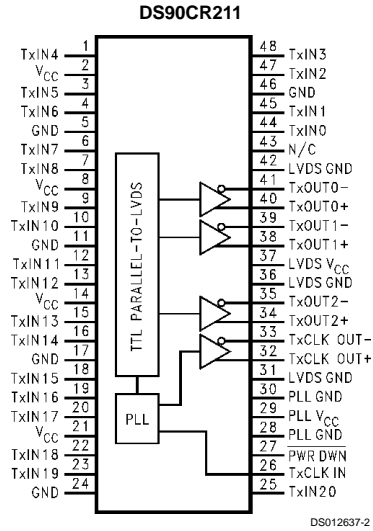 DS90CR211
TxIN4 1
VCC 2
TxIN5 3
TxIN6 4
GND 5
TxIN7 6
TxIN8 7
VCC 8
TxIN9 9
TxIN10 10
GND 11
TxIN11 12
TxIN12 13
VCC 14
TxIN13 15
TxIN14 16
GND 17
TxIN15 18
TxIN16 19
TxIN17 20
VCC 21
TxIN18 22
TxIN19 23
GND 24
TTL PARALLEL-TO-LVDS
PLL
48 TxIN3
47 TxIN2
46 GND
45 TxIN1
44 TxIN0
43 N/C
42 LVDS GND
41 TxOUT0-
40 TxOUT0+
39 TxOUT1-
38 TxOUT1+
37 LVDS VCC
36 LVDS GND
35 TxOUT2-
34 TxOUT2+
33 TxCLK OUT-
32 TxCLK OUT+
31 LVDS GND
30 PLL GND
29 PLL VCC
28 PLL GND
27 PWR DWN
26 TxCLK IN
25 TxIN20
DS012637-2